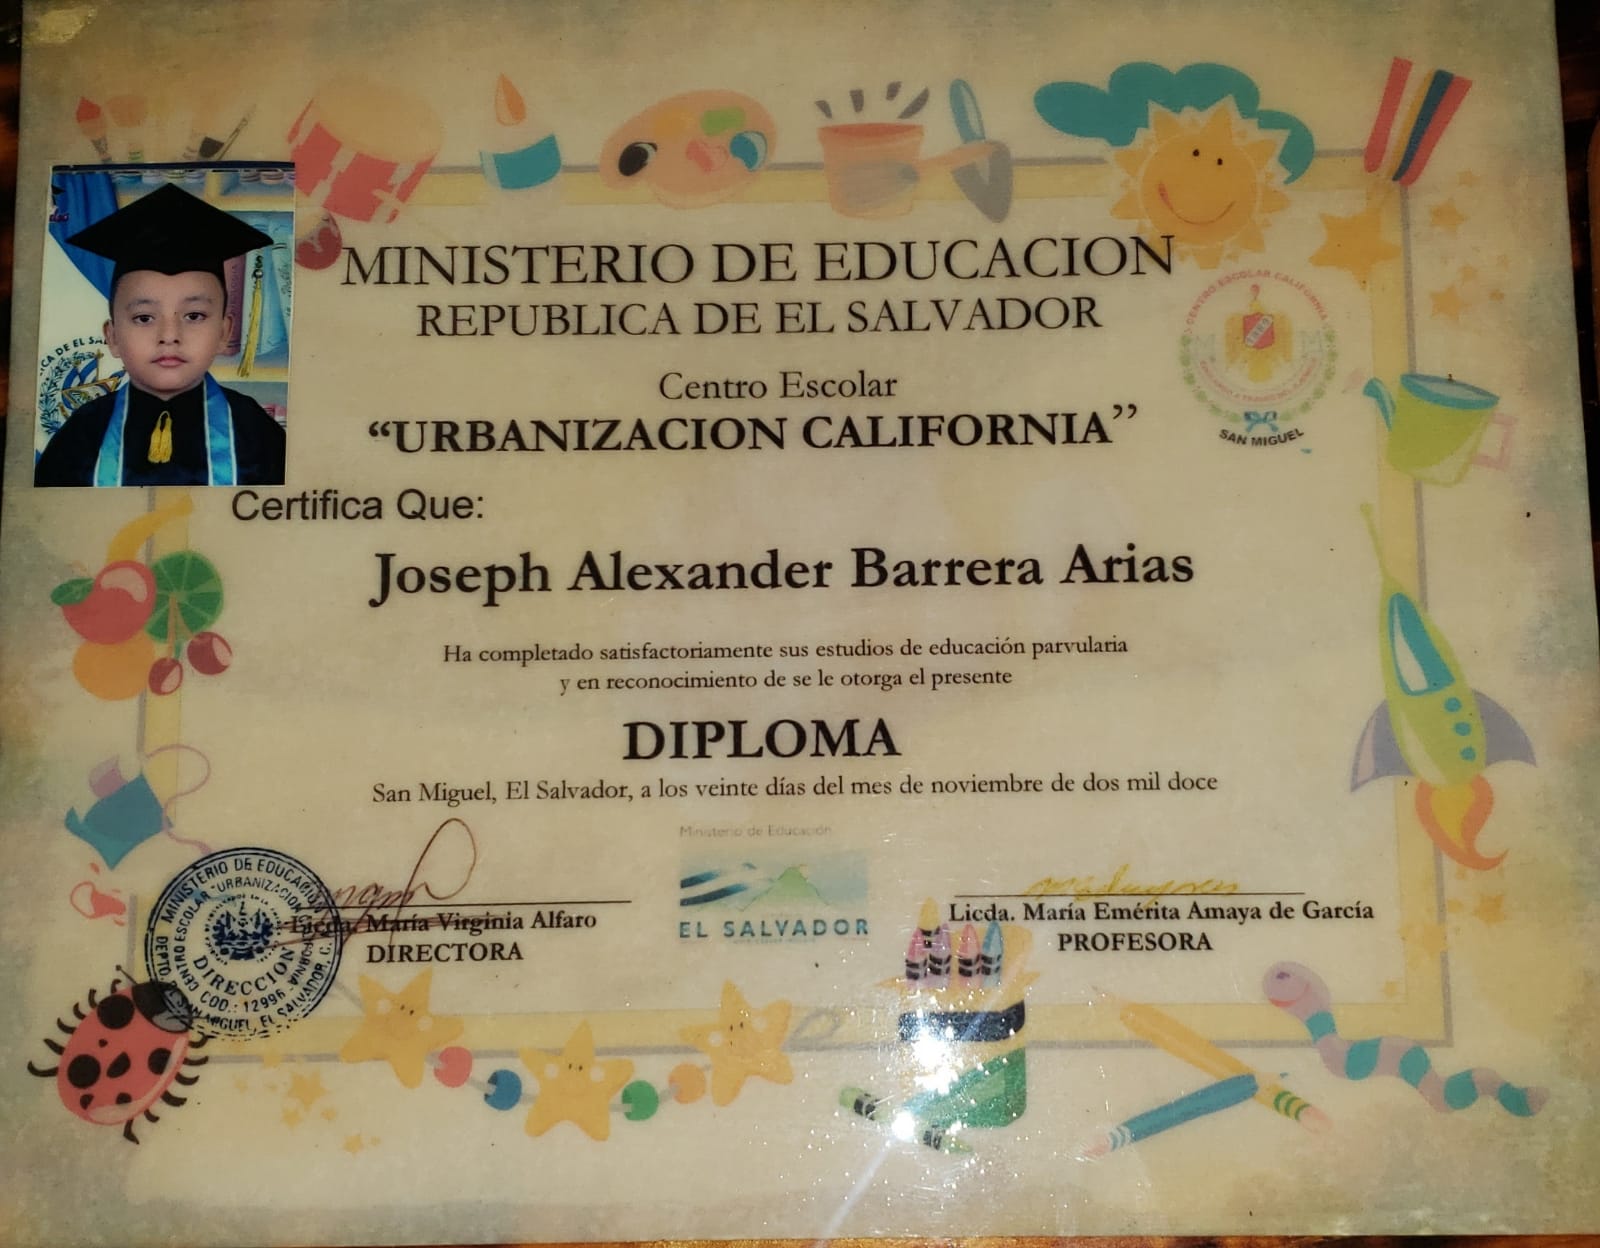 MINISTERIO DE EDUCACION
REPUBLICA DE EL SALVADOR
Centro Escolar
“URBANIZACION CALIFORNIA”
CENTRO ESCOLAR CALIFORNIA
SAN MIGUEL
CA DE EL SAL
Certifica Que:
Joseph Alexander Barrera Arias
Ha completado satisfactoriamente sus estudios de educación parvularia
y en reconocimiento de se le otorga el presente
DIPLOMA
San Miguel, El Salvador, a los veinte días del mes de noviembre de dos mil doce
Ministerio de Educación
EL SALVADOR
Licda. María Virginia Alfaro
DIRECTORA
Licda. María Emérita Amaya de García
PROFESORA
MINISTERIO DE EDUCACION
CENTRO ESCOLAR "URBANIZACION CALIFORNIA, C.
DIRECCION
COD.: 12996
DEPTO. SAN MIGUEL, EL SALVADOR, C.